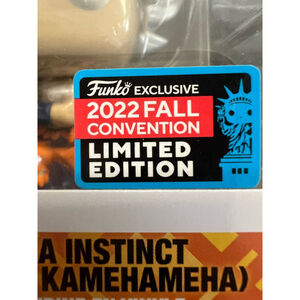 Funko EXCLUSIVE
2022 FALL
CONVENTION
LIMITED
EDITION
A INSTINCT
KAMEHAMEHA)